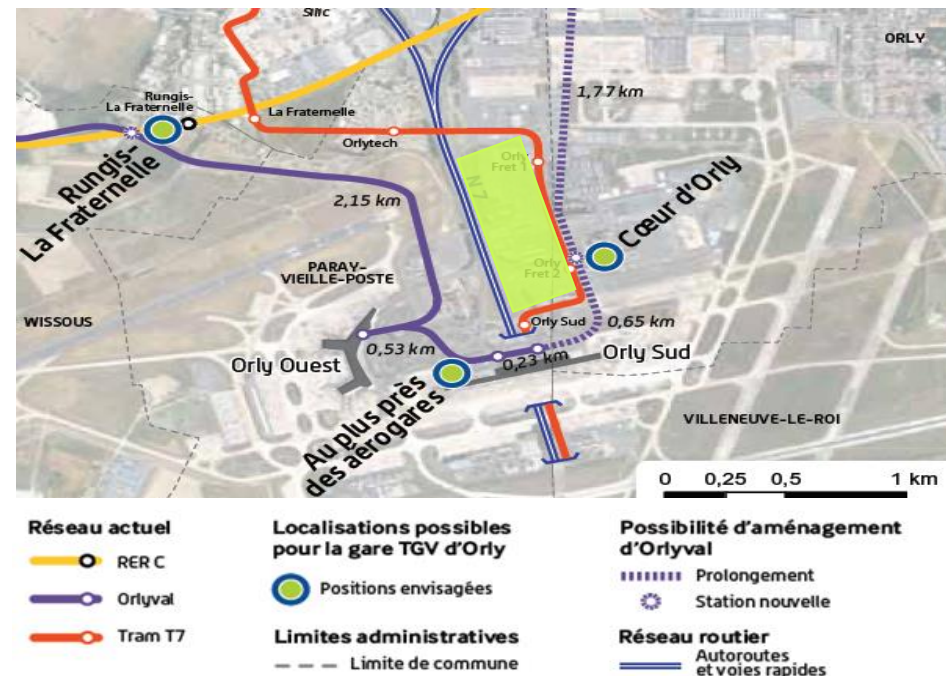 Silic
ORLY
1,77 km
Rungis-
La Fraternelle
La Fraternelle
Orlytech
Orly
Fret 1
N 7
Rungis-
La Fraternelle
2,15 km
Cœur d'Orly
Orly
Fret 2
PARAY-
VIEILLE-POSTE
WISSOUS
Orly Sud
0,65 km
Orly Ouest
0,53 km
0,23 km
Orly Sud
Au plus près
des aérogares
VILLENEUVE-LE-ROI
0 0,25 0,5 1 km
Réseau actuel
RER C
Orlyval
Tram T7
Localisations possibles
pour la gare TGV d'Orly
Positions envisagées
Limites administratives
Limite de commune
Possibilité d'aménagement
d'Orlyval
Prolongement
Station nouvelle
Réseau routier
Autoroutes
et voies rapides